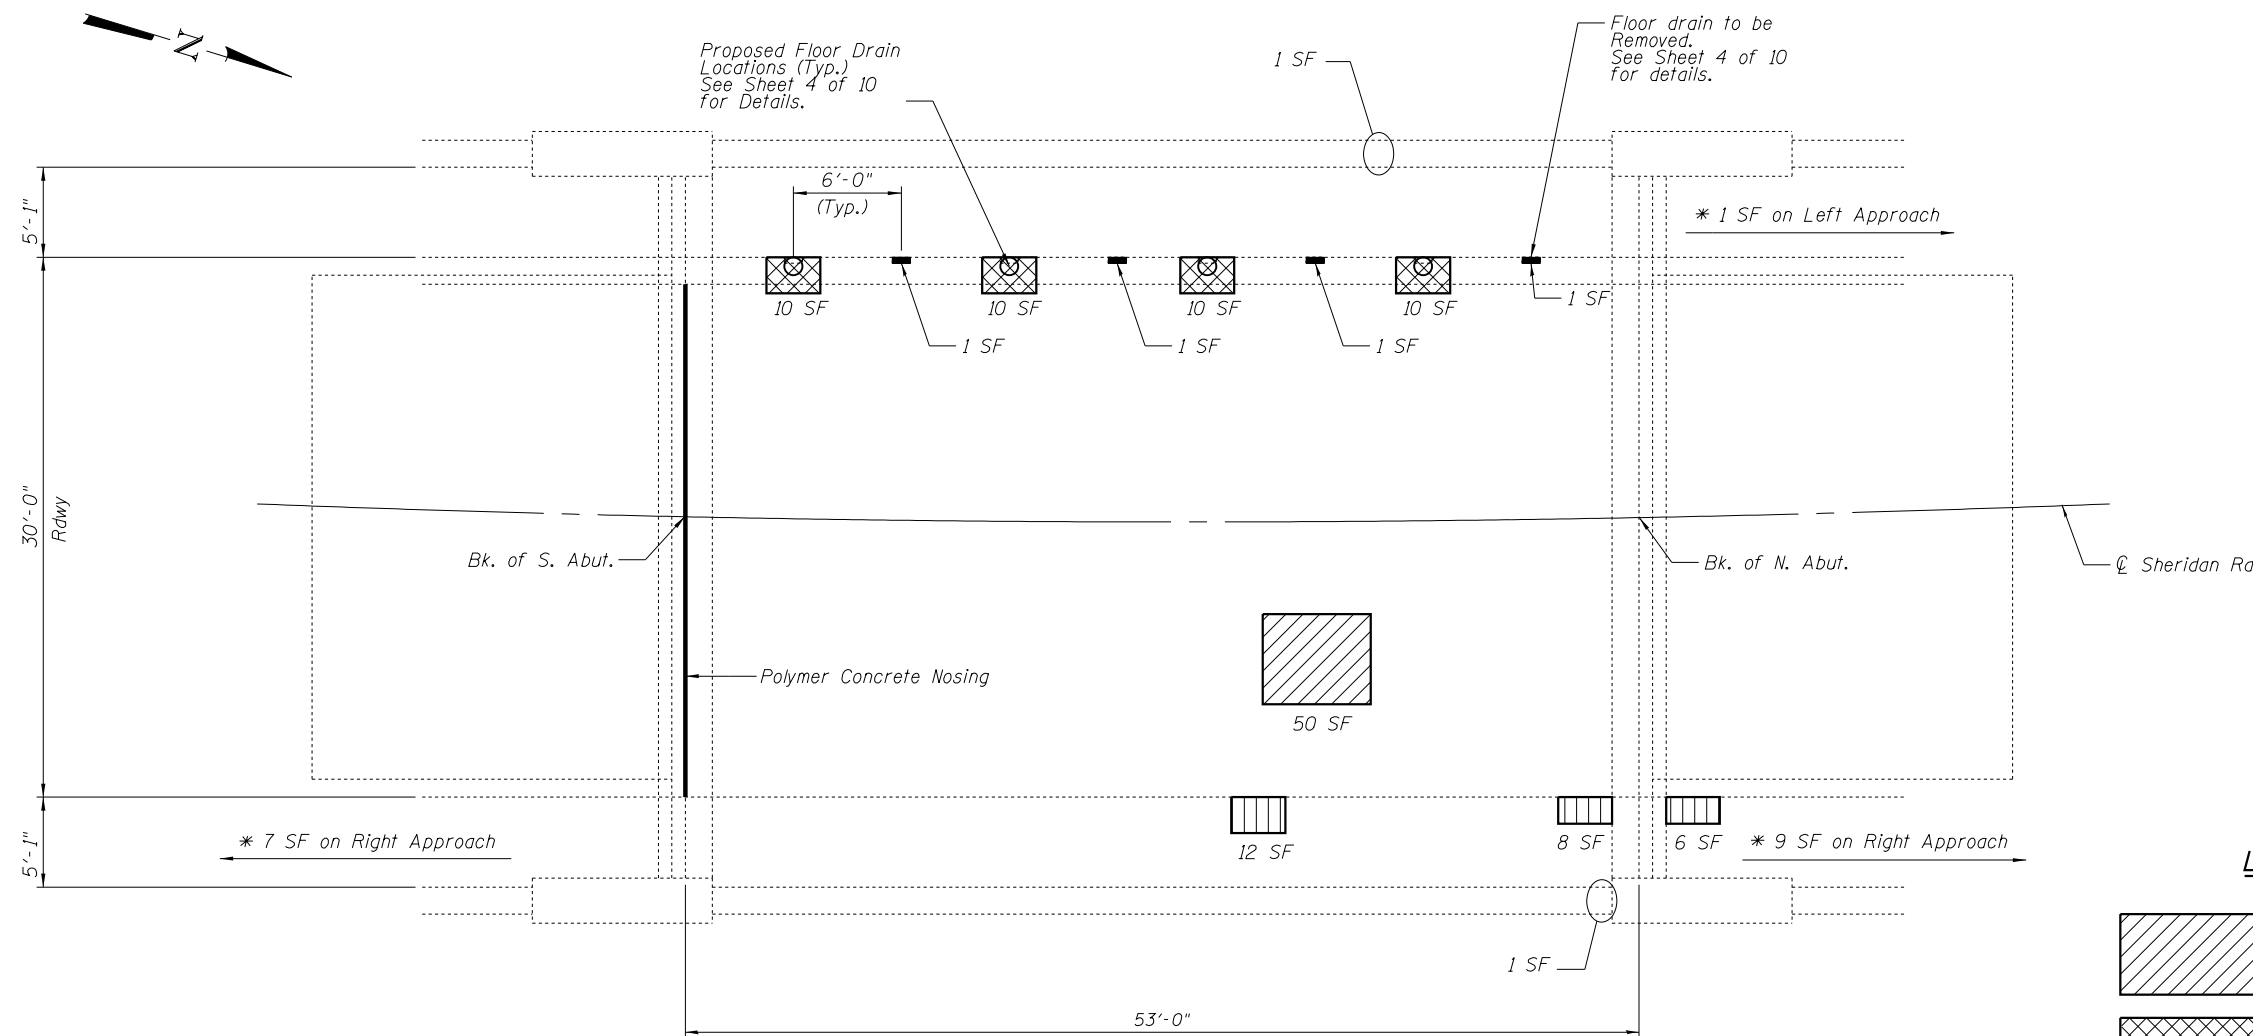 N
Proposed Floor Drain
Locations (Typ.)
See Sheet 4 of 10
for Details.
1 SF
Floor drain to be
Removed.
See Sheet 4 of 10
for details.
6'-0"
(Typ.)
5'-1"
* 1 SF on Left Approach
10 SF
10 SF
10 SF
10 SF
1 SF
1 SF
1 SF
1 SF
30'-0"
Rdwy
Bk. of S. Abut.
Bk. of N. Abut.
℄ Sheridan
Polymer Concrete Nosing
50 SF
5'-1"
* 7 SF on Right Approach
12 SF
8 SF
6 SF
* 9 SF on Right Approach
1 SF
53'-0"